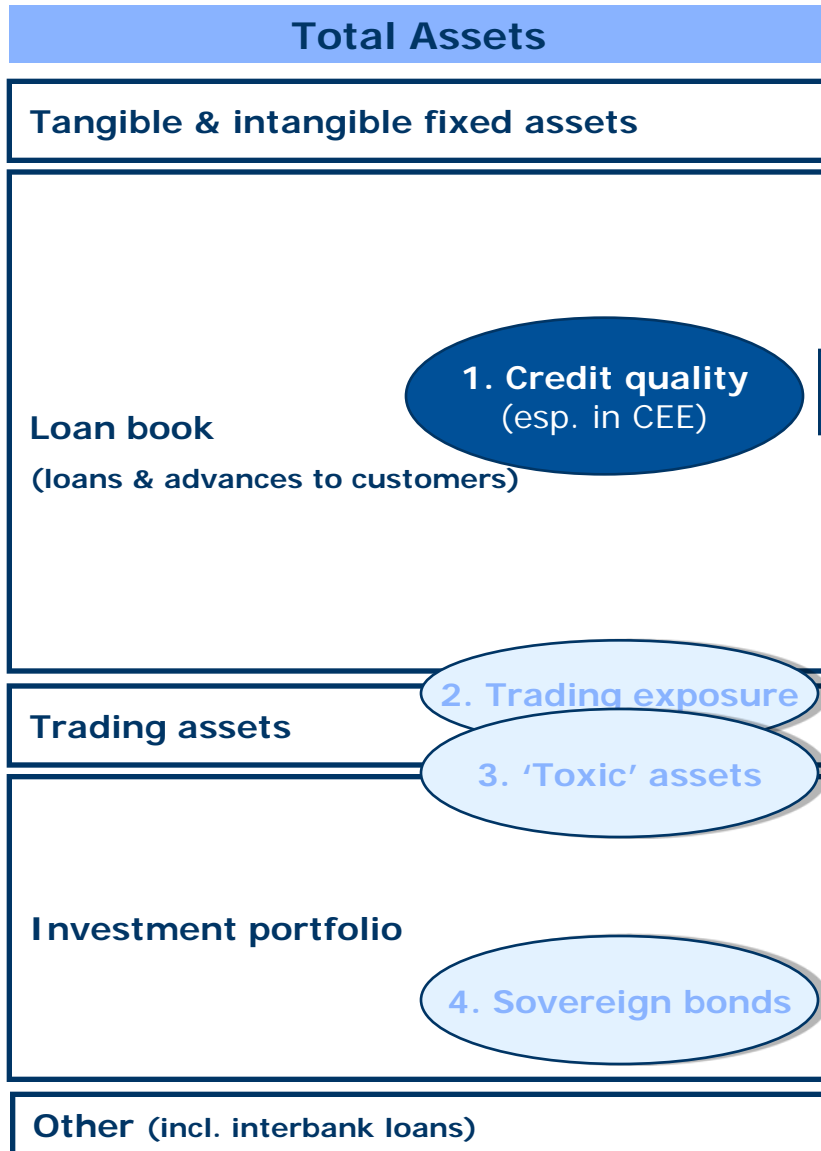 Total Assets
Tangible & intangible fixed assets
1. Credit quality
(esp. in CEE)
Loan book
(loans & advances to customers)
2. Trading exposure
Trading assets
3. ‘Toxic’ assets
Investment portfolio
4. Sovereign bonds
Other (incl. interbank loans)